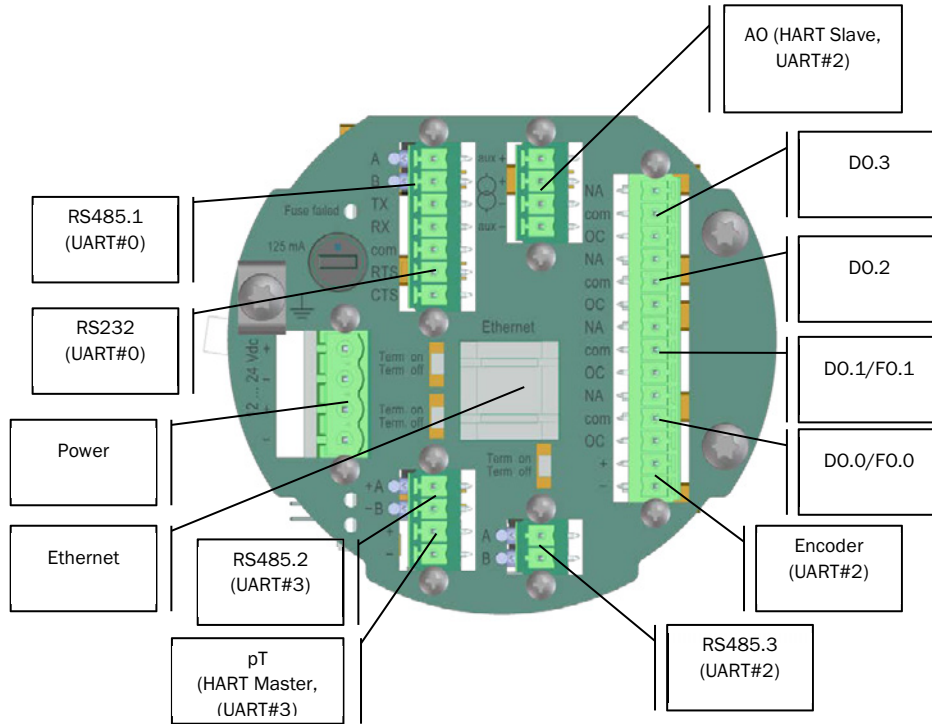 AO (HART Slave,
UART#2)
DO.3
DO.2
DO.1/FO.1
DO.0/FO.0
Encoder
(UART#2)
RS485.1
(UART#0)
RS232
(UART#0)
Power
Ethernet
RS485.2
(UART#3)
pT
(HART Master,
(UART#3)
RS485.3
(UART#2)
A
B
TX
RX
com
RTS
CTS
aux +
+
-
aux -
Fuse failed
125 mA
Ethernet
Term on
Term off
Term. on
Term. off
Term on
Term off
2 ... 24 Vdc
+
-
+
-
+A
-B
+
-
A
B
NA
com
OC
NA
com
OC
NA
com
OC
NA
com
OC
+
-